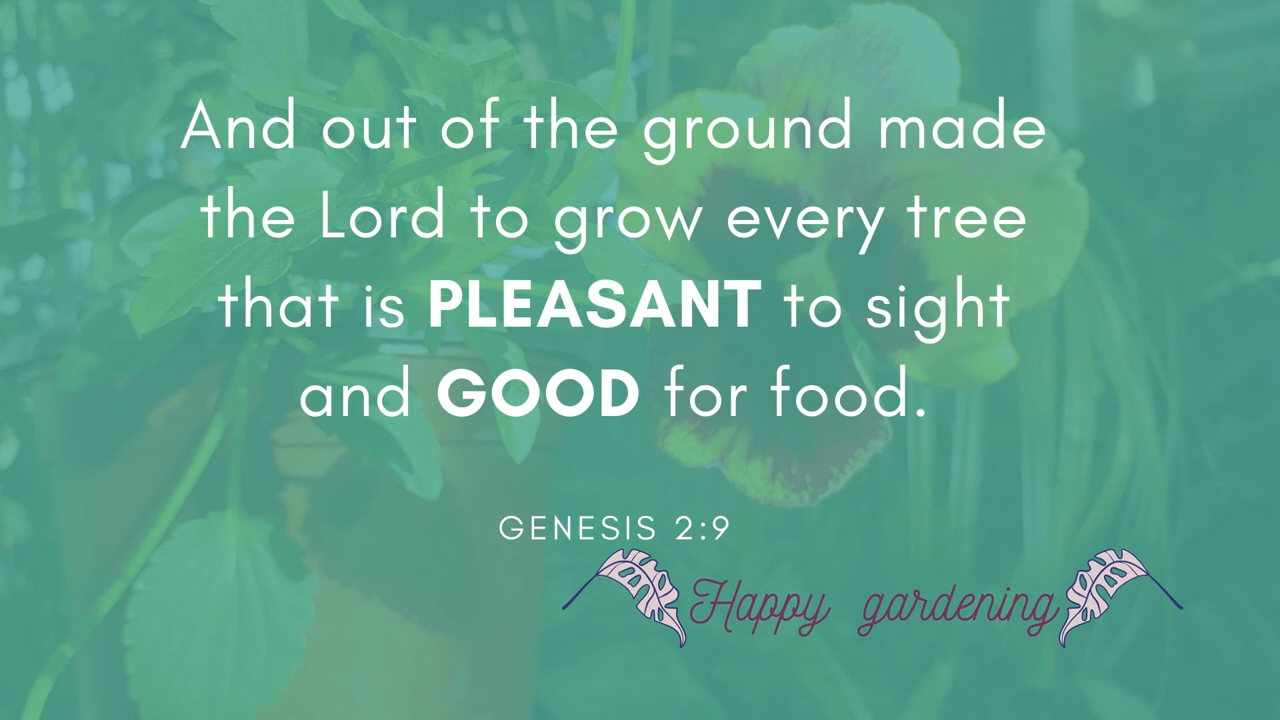 And out of the ground made
the Lord to grow every tree
that is PLEASANT to sight
and GOOD for food.
GENESIS 2:9
Happy gardening